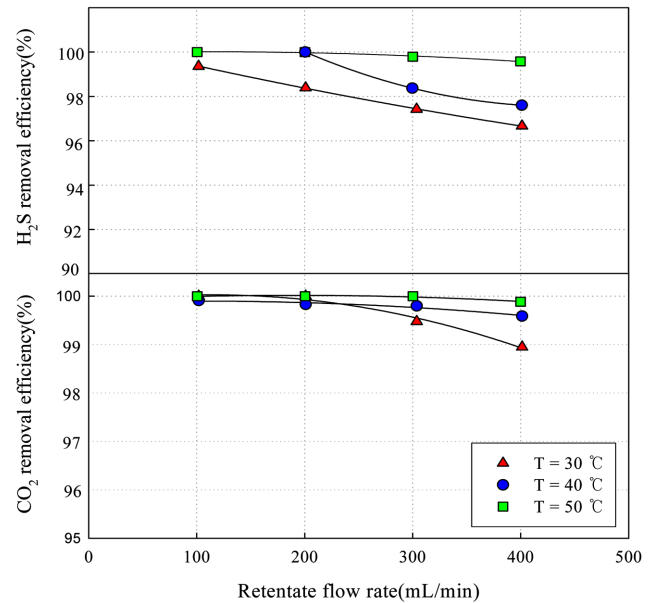 H₂S removal efficiency(%)
100
98
96
94
92
90
CO₂ removal efficiency(%)
100
99
98
97
96
95
T = 30 ℃
T = 40 ℃
T = 50 ℃
0 100 200 300 400 500
Retentate flow rate(mL/min)